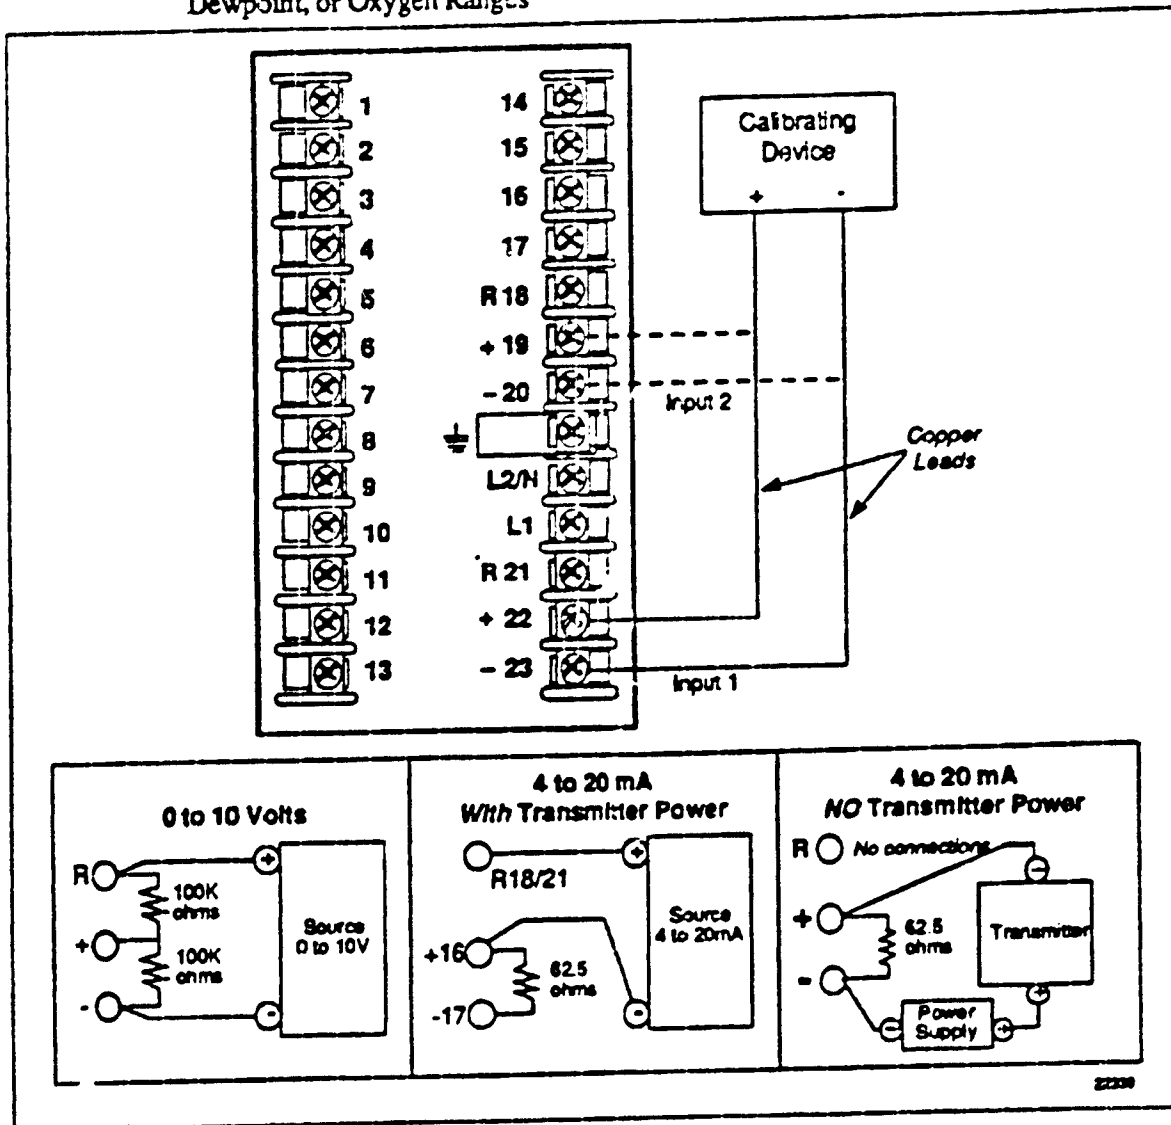 Dewpoint, or Oxygen Ranges
1
2
3
4
5
6
7
8
9
10
11
12
13
14
15
16
17
R 18
+ 19
- 20
L2/N
L1
R 21
+ 22
- 23
Calibrating
Device
+ -
Input 2
Copper
Leads
Input 1
0 to 10 Volts
R
+
-
100K
ohms
100K
ohms
+
-
Source
0 to 10V
4 to 20 mA
With Transmitter Power
R18/21
+16
-17
62.5
ohms
+
-
Source
4 to 20mA
4 to 20 mA
NO Transmitter Power
R No connections
+
-
62.5
ohms
-
Transmitter
+
- Power +
Supply
22330